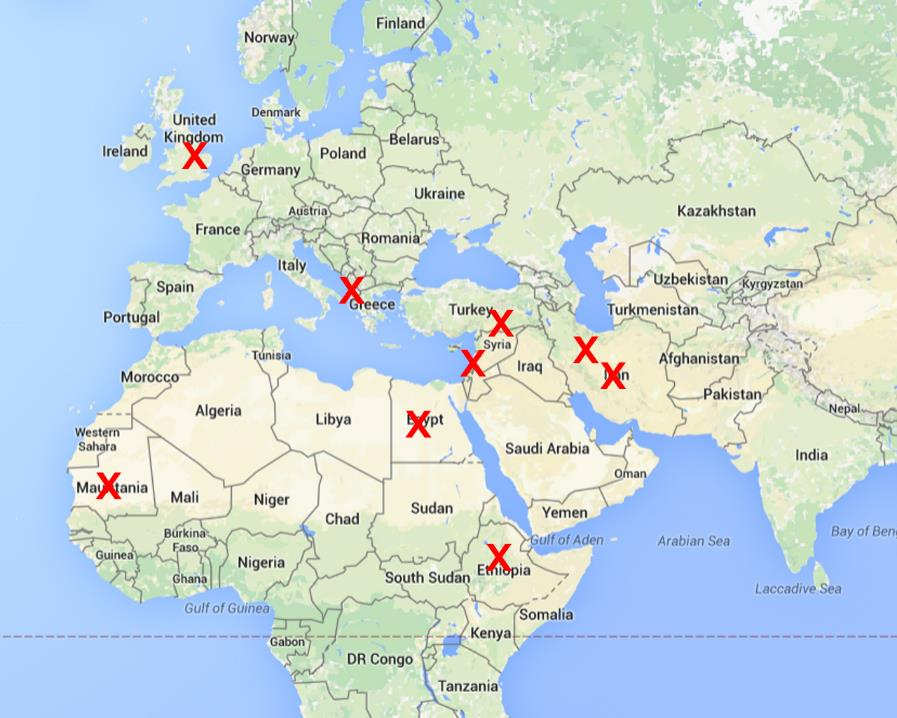 Finland
Norway
Denmark
United
Kingdom
X
Ireland
Belarus
Poland
Germany
Ukraine
Austria
France
Kazakhstan
Romania
Italy
Uzbekistan
Kyrgyzstan
Spain
X
Greece
Turkey
Turkmenistan
Portugal
X
Syria
X
Tunisia
X
Afghanistan
Iraq
X
Morocco
Pakistan
Algeria
Libya
X
Nepal
Western
Sahara
Saudi Arabia
India
Oman
X
Mali
Niger
Sudan
Yemen
Chad
Burkina
Faso
Gulf of Aden
Arabian Sea
Guinea
Nigeria
X
Ethiopia
Ghana
South Sudan
Laccadive Sea
Gulf of Guinea
Somalia
Kenya
Gabon
DR Congo
Tanzania